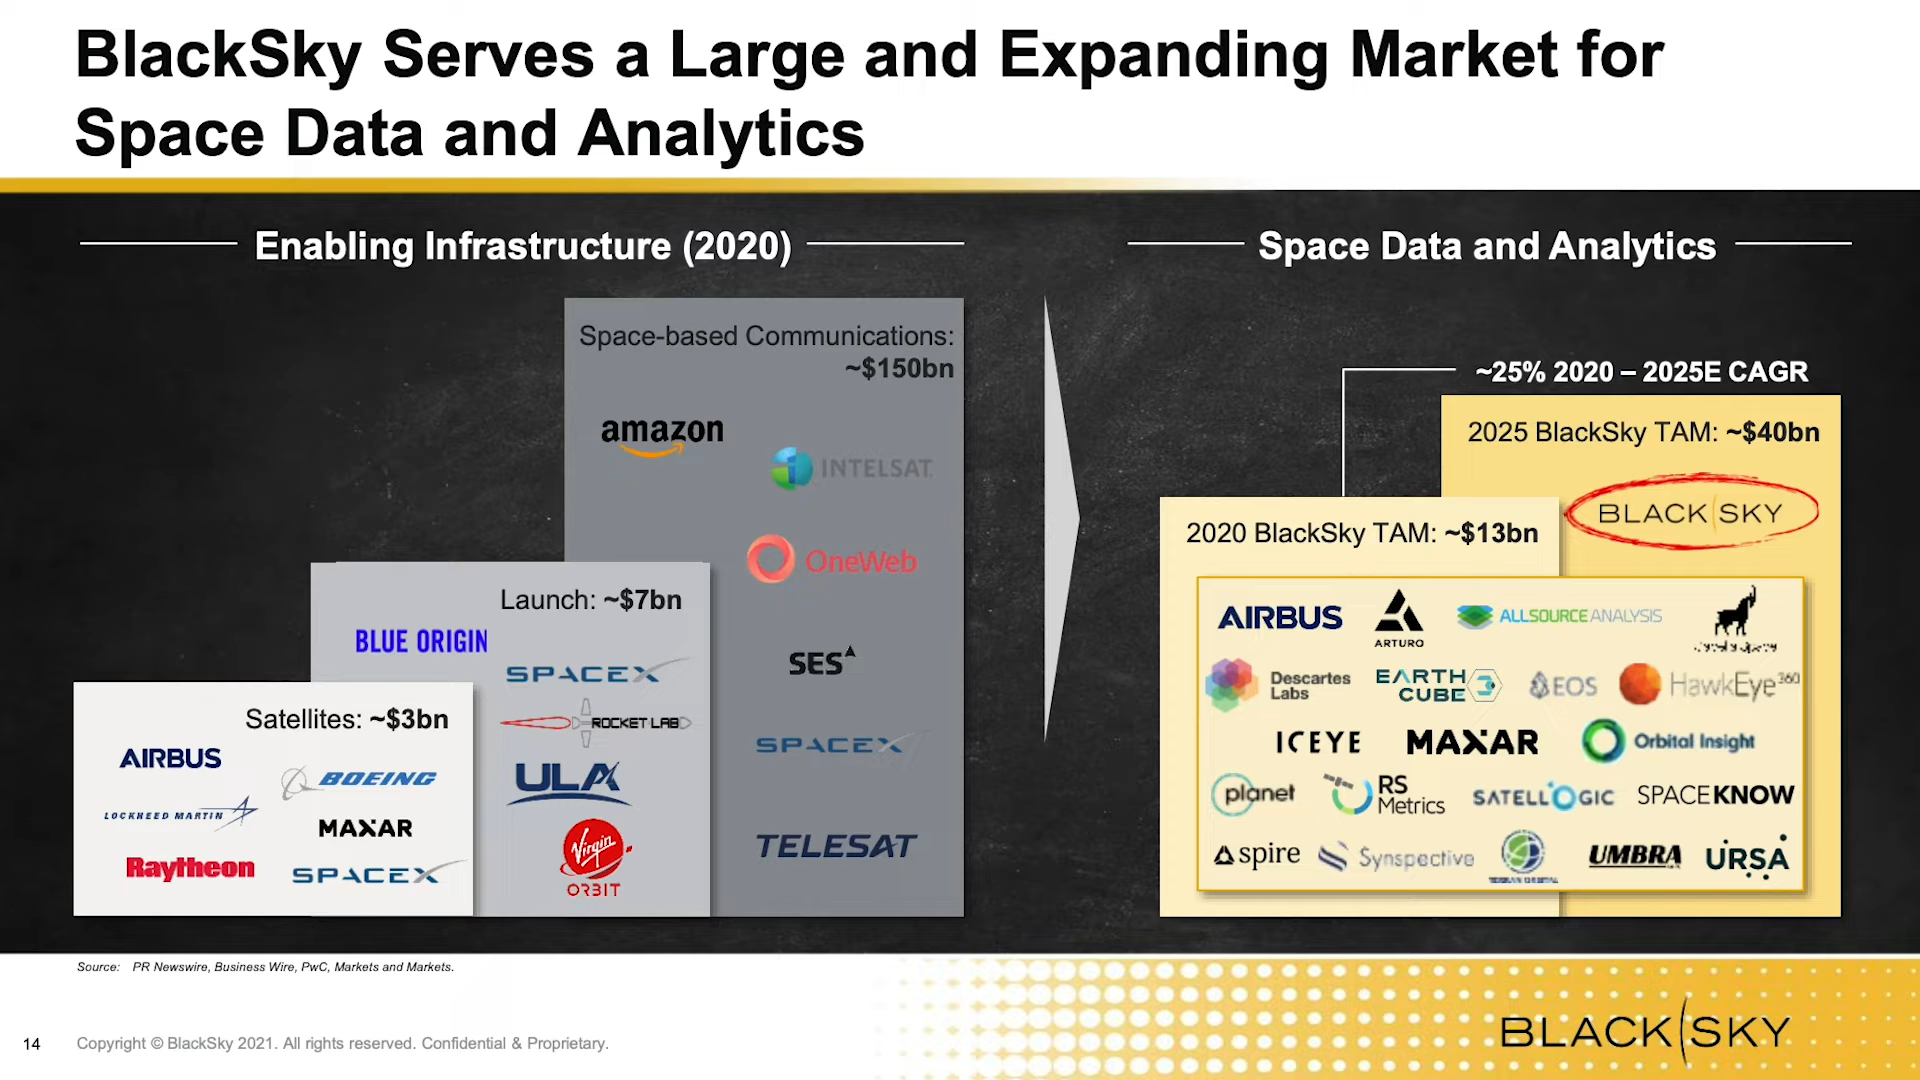 BlackSky Serves a Large and Expanding Market for
Space Data and Analytics
Enabling Infrastructure (2020)
Space-based Communications:
~$150bn
amazon
INTELSAT
OneWeb
SES
SPACEX
TELESAT
Launch: ~$7bn
BLUE ORIGIN
SPACEX
ROCKET LAB
ULA
Virgin
ORBIT
Satellites: ~$3bn
AIRBUS
BOEING
LOCKHEED MARTIN
MAXAR
Raytheon
SPACEX
Space Data and Analytics
~25% 2020 – 2025E CAGR
2025 BlackSky TAM: ~$40bn
BLACK SKY
2020 BlackSky TAM: ~$13bn
AIRBUS
ARTURO
ALLSOURCE ANALYSIS
Descartes
Labs
EARTH
CUBE 3
EOS
HawkEye 360
ICEYE
MAXAR
Orbital Insight
planet
RS
Metrics
SATELLOGIC
SPACEKNOW
spire
Synspective
UMBRA
URSA
Source: PR Newswire, Business Wire, PwC, Markets and Markets.
14
Copyright © BlackSky 2021. All rights reserved. Confidential & Proprietary.
BLACK SKY